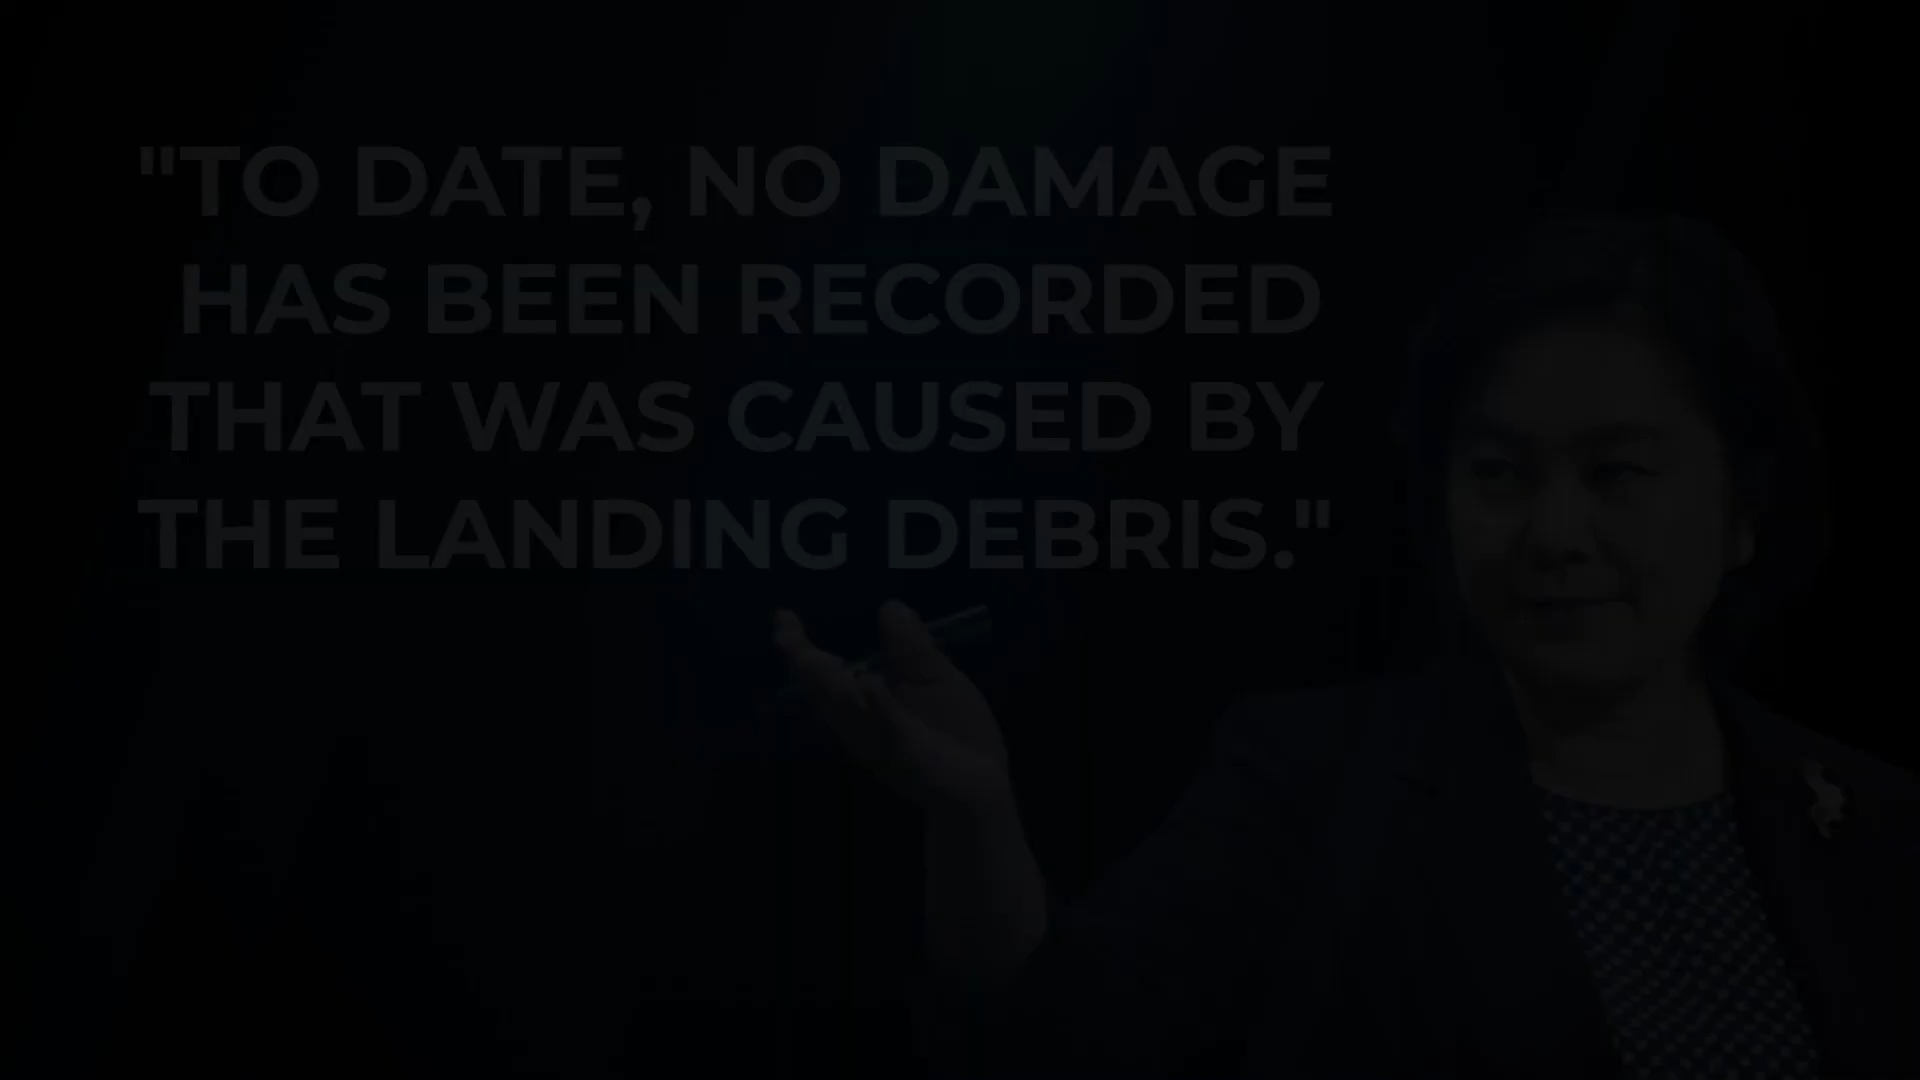 "TO DATE, NO DAMAGE
HAS BEEN RECORDED
THAT WAS CAUSED BY
THE LANDING DEBRIS."